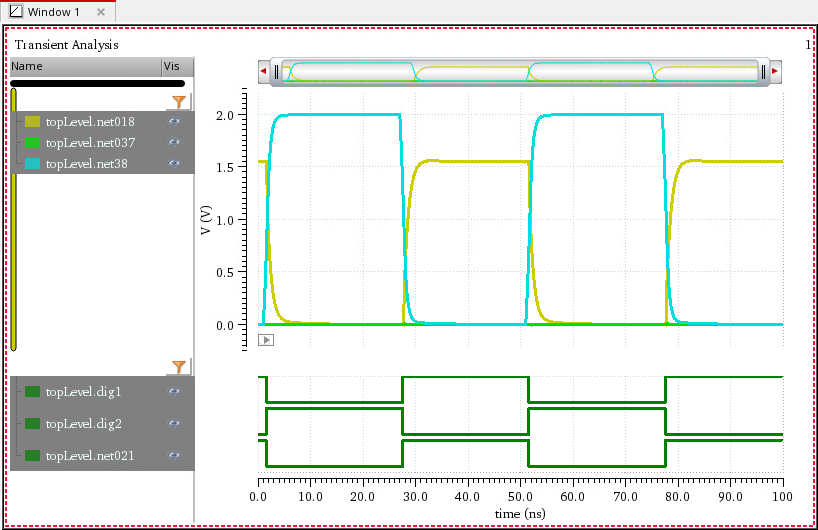 Window 1
Transient Analysis 1
Name Vis
topLevel.net018
topLevel.net037
topLevel.net38
2.0
1.5
1.0
0.5
0.0
V (V)
topLevel.dig1
topLevel.dig2
topLevel.net021
0.0 10.0 20.0 30.0 40.0 50.0 60.0 70.0 80.0 90.0 100
time (ns)